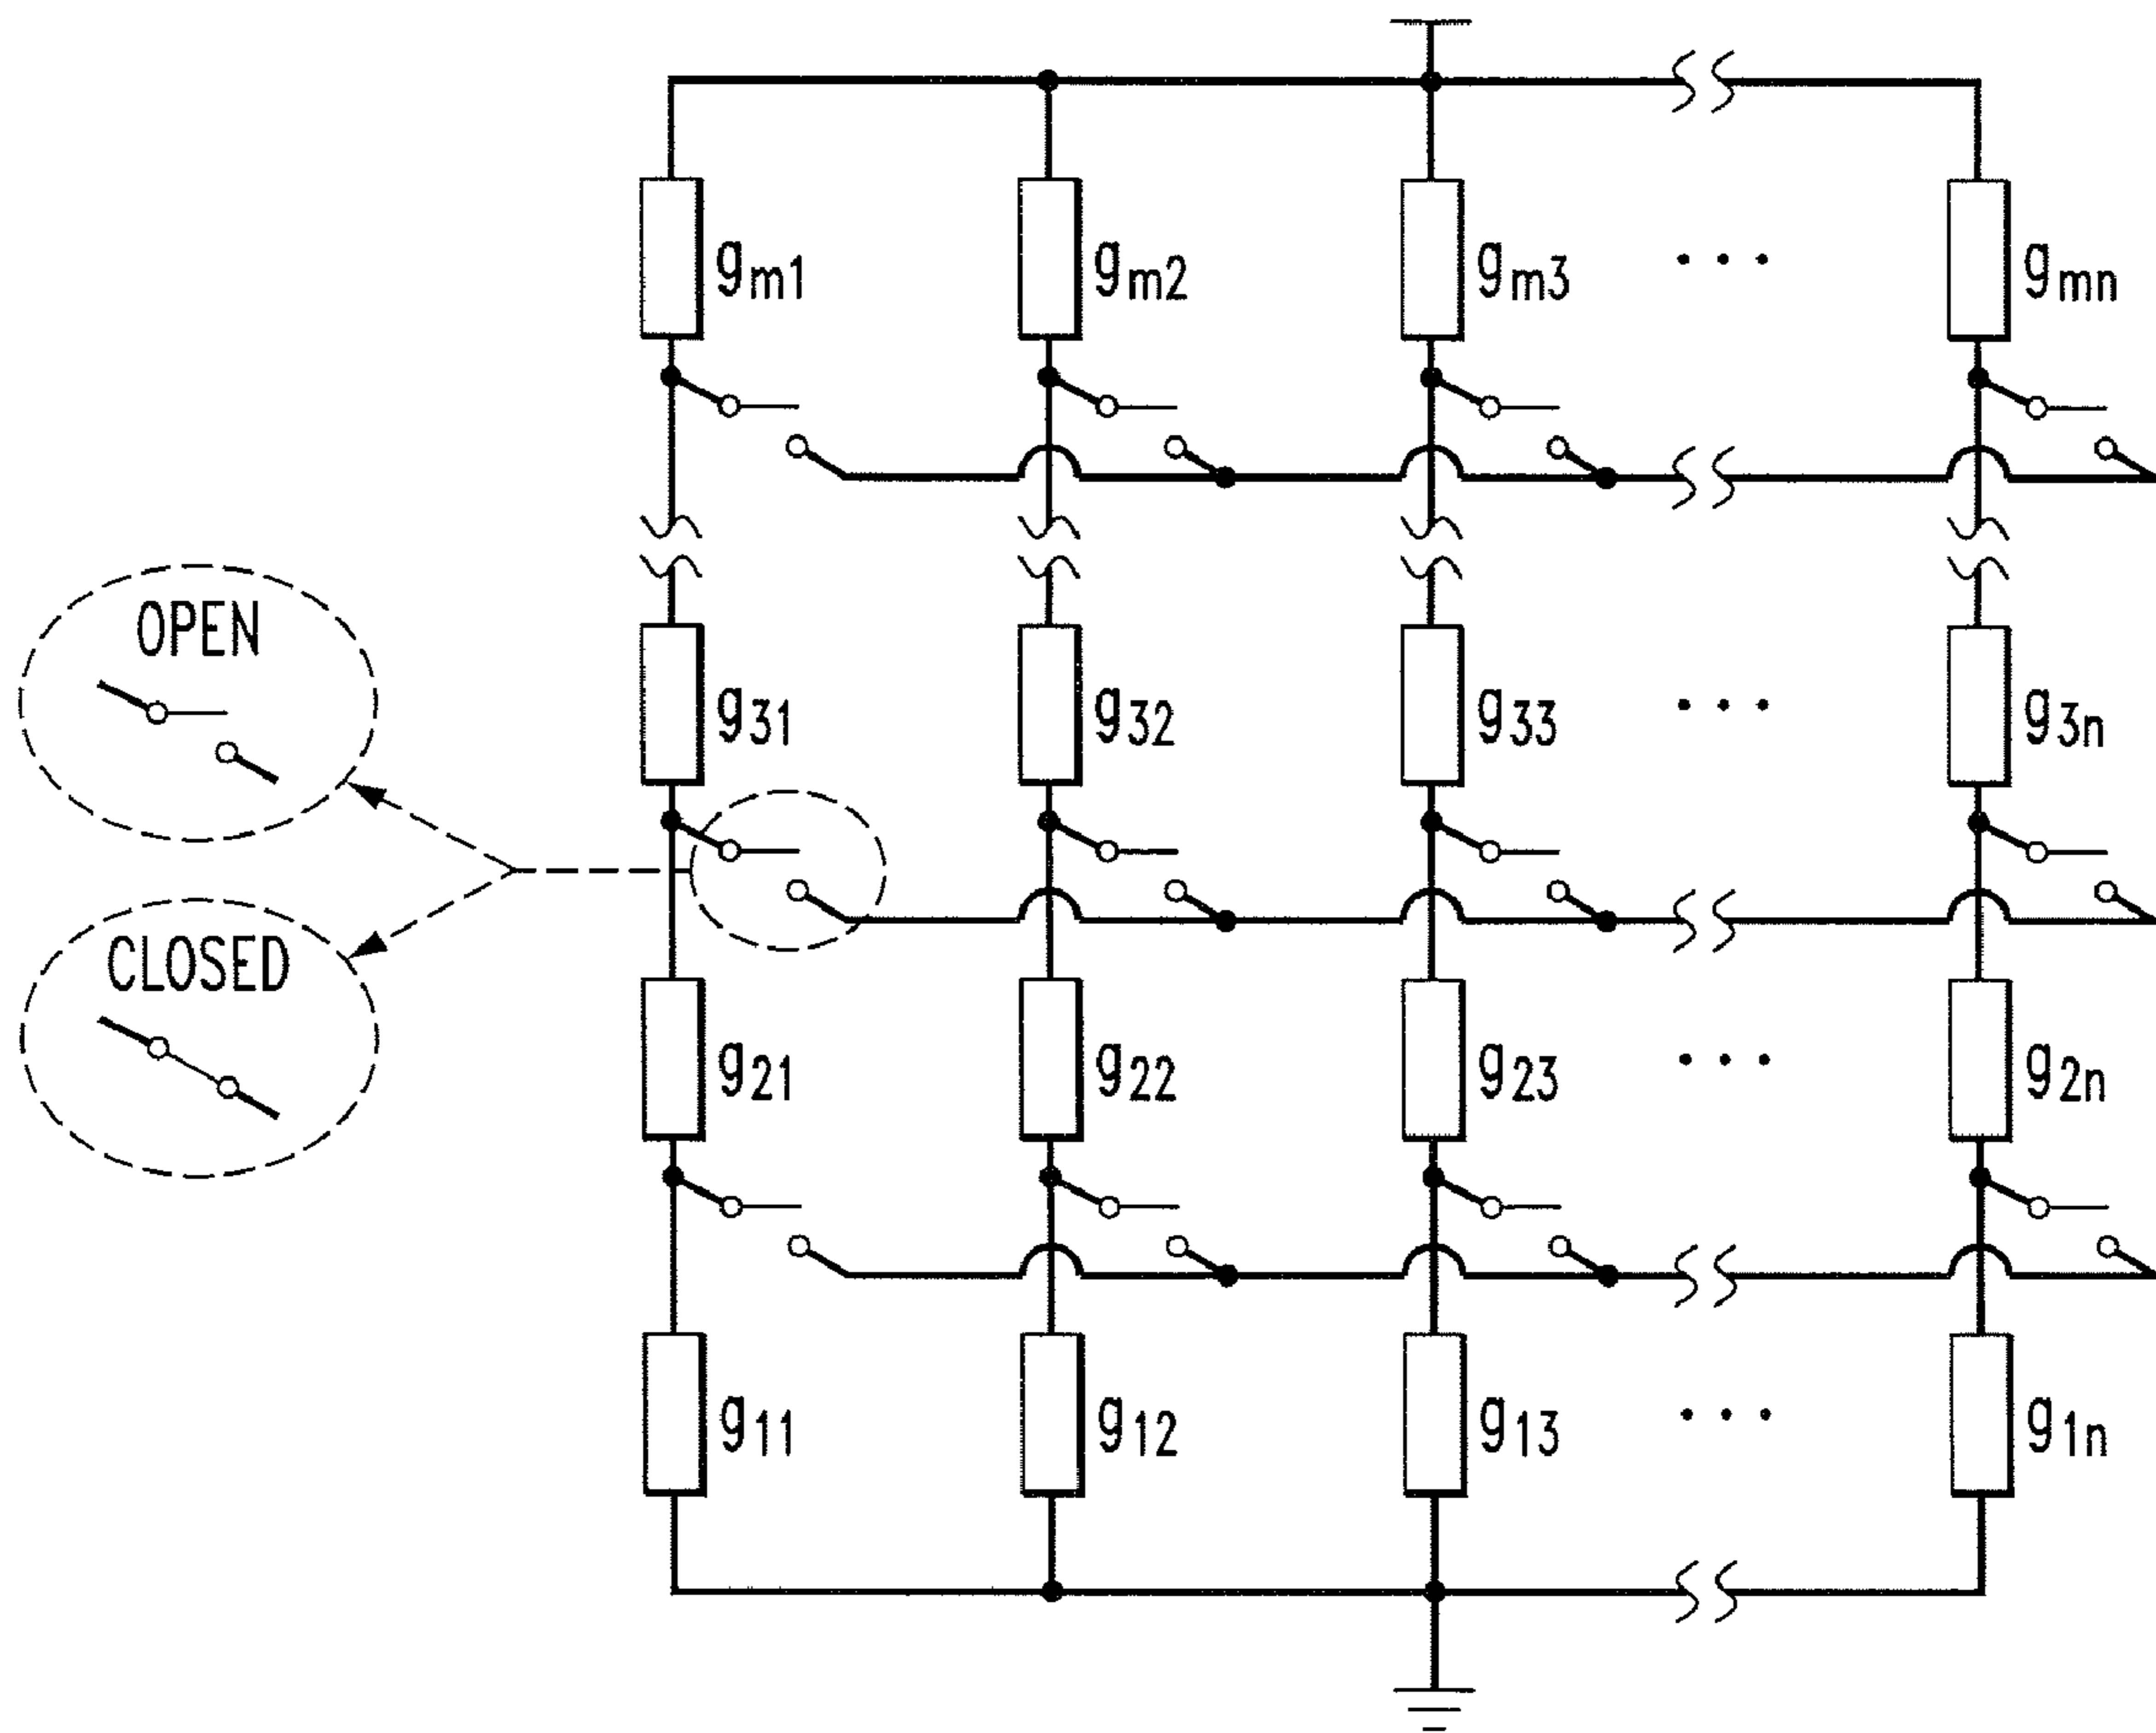 gm1 gm2 gm3 ... gmn
OPEN
g31 g32 g33 ... g3n
CLOSED
g21 g22 g23 ... g2n
g11 g12 g13 ... g1n